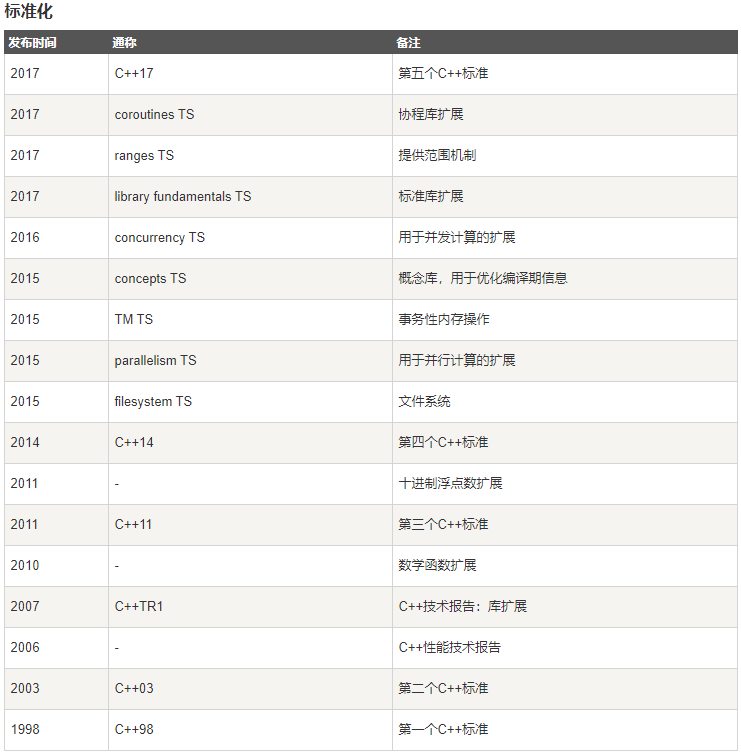 标准化
发布时间 通称 备注
2017 C++17 第五个C++标准
2017 coroutines TS 协程库扩展
2017 ranges TS 提供范围机制
2017 library fundamentals TS 标准库扩展
2016 concurrency TS 用于并发计算的扩展
2015 concepts TS 概念库，用于优化编译期信息
2015 TM TS 事务性内存操作
2015 parallelism TS 用于并行计算的扩展
2015 filesystem TS 文件系统
2014 C++14 第四个C++标准
2011 - 十进制浮点数扩展
2011 C++11 第三个C++标准
2010 - 数学函数扩展
2007 C++TR1 C++技术报告：库扩展
2006 - C++性能技术报告
2003 C++03 第二个C++标准
1998 C++98 第一个C++标准